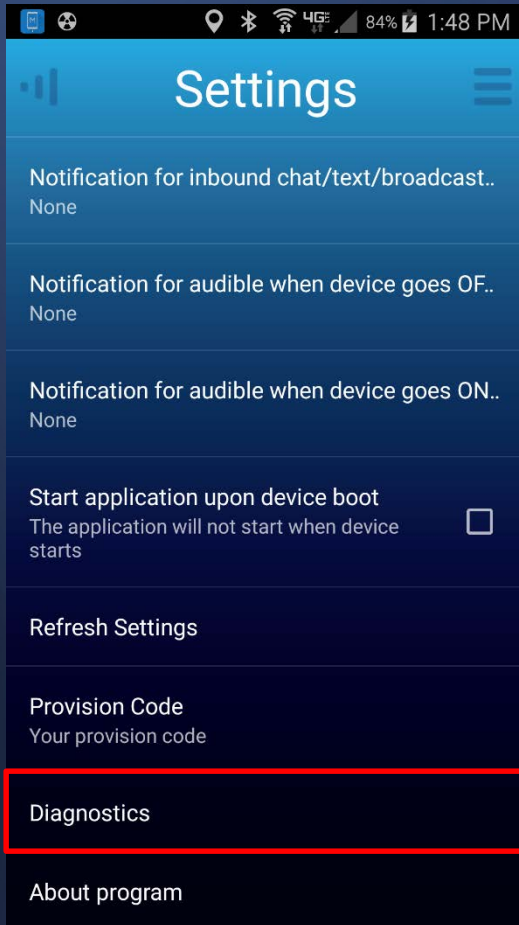 4G LTE 84% 1:48 PM
Settings
Notification for inbound chat/text/broadcast..
None
Notification for audible when device goes OF..
None
Notification for audible when device goes ON..
None
Start application upon device boot
The application will not start when device
starts
Refresh Settings
Provision Code
Your provision code
Diagnostics
About program